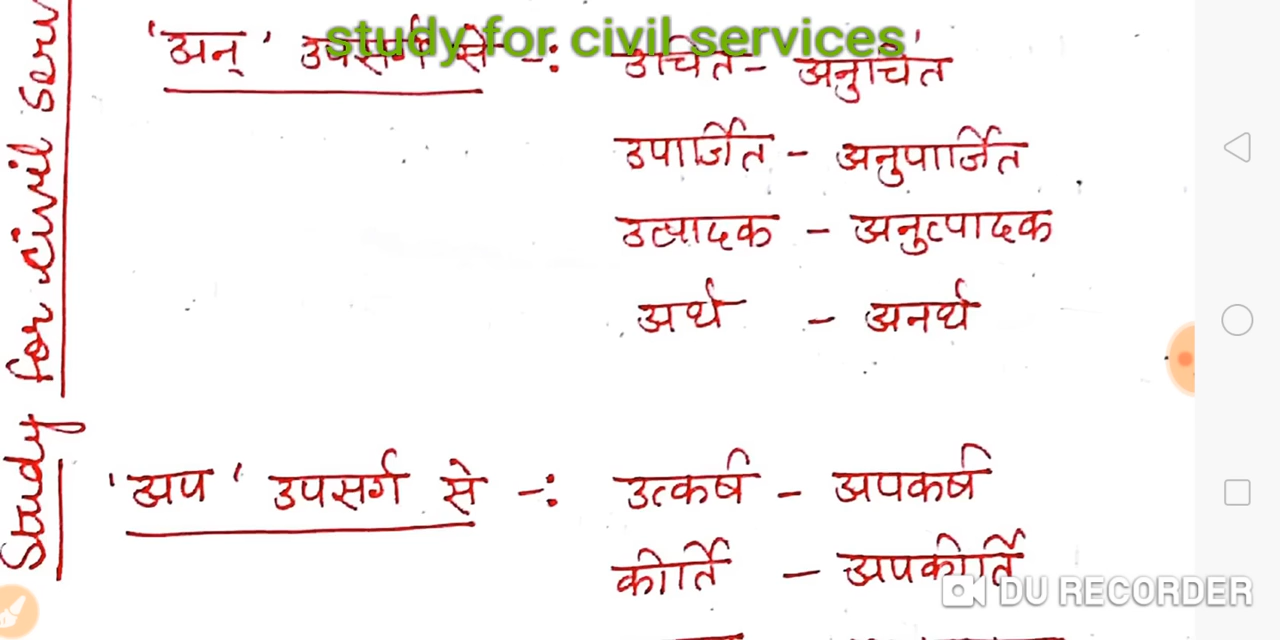 study for civil services
'अन्' उपसर्ग से -: उचित - अनुचित
उपार्जित - अनुपार्जित
उत्पादक - अनुत्पादक
अर्थ - अनर्थ
'अप' उपसर्ग से -: उत्कर्ष - अपकर्ष
कीर्ति - अपकीर्ति
Study for civil
DU RECORDER